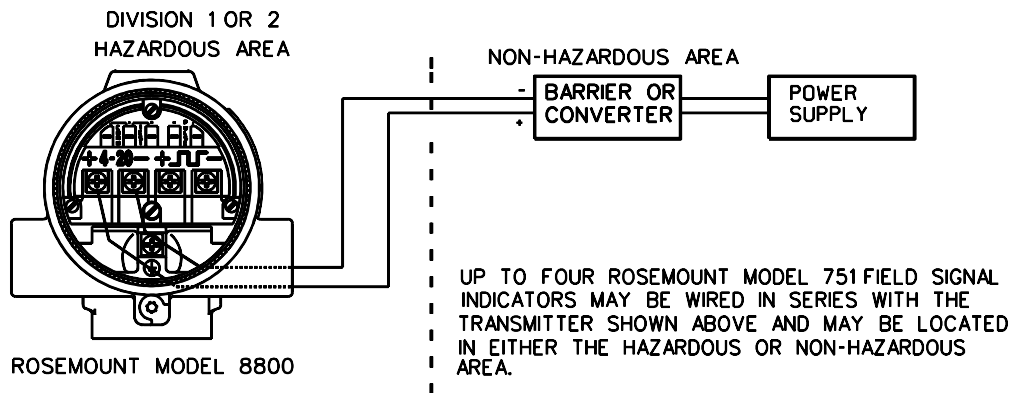 DIVISION 1 OR 2
HAZARDOUS AREA
NON-HAZARDOUS AREA
-
+
BARRIER OR
CONVERTER
POWER
SUPPLY
+ 4-20 - + -
UP TO FOUR ROSEMOUNT MODEL 751 FIELD SIGNAL
INDICATORS MAY BE WIRED IN SERIES WITH THE
TRANSMITTER SHOWN ABOVE AND MAY BE LOCATED
IN EITHER THE HAZARDOUS OR NON-HAZARDOUS
AREA.
ROSEMOUNT MODEL 8800